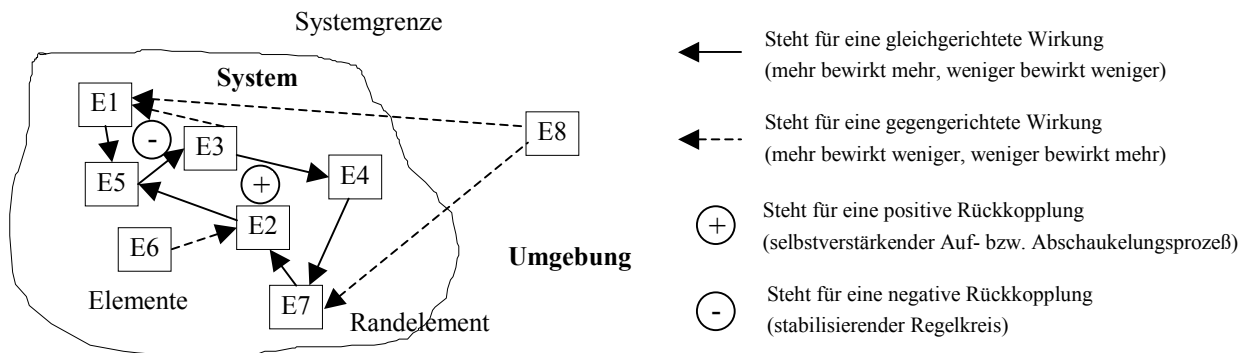 Systemgrenze
System
E1
-
E3
E8
E5
+
E4
E2
E6
Umgebung
Elemente
E7
Randelement
Steht für eine gleichgerichtete Wirkung
(mehr bewirkt mehr, weniger bewirkt weniger)
Steht für eine gegengerichtete Wirkung
(mehr bewirkt weniger, weniger bewirkt mehr)
+
Steht für eine positive Rückkopplung
(selbstverstärkender Auf- bzw. Abschaukelungsprozeß)
-
Steht für eine negative Rückkopplung
(stabilisierender Regelkreis)